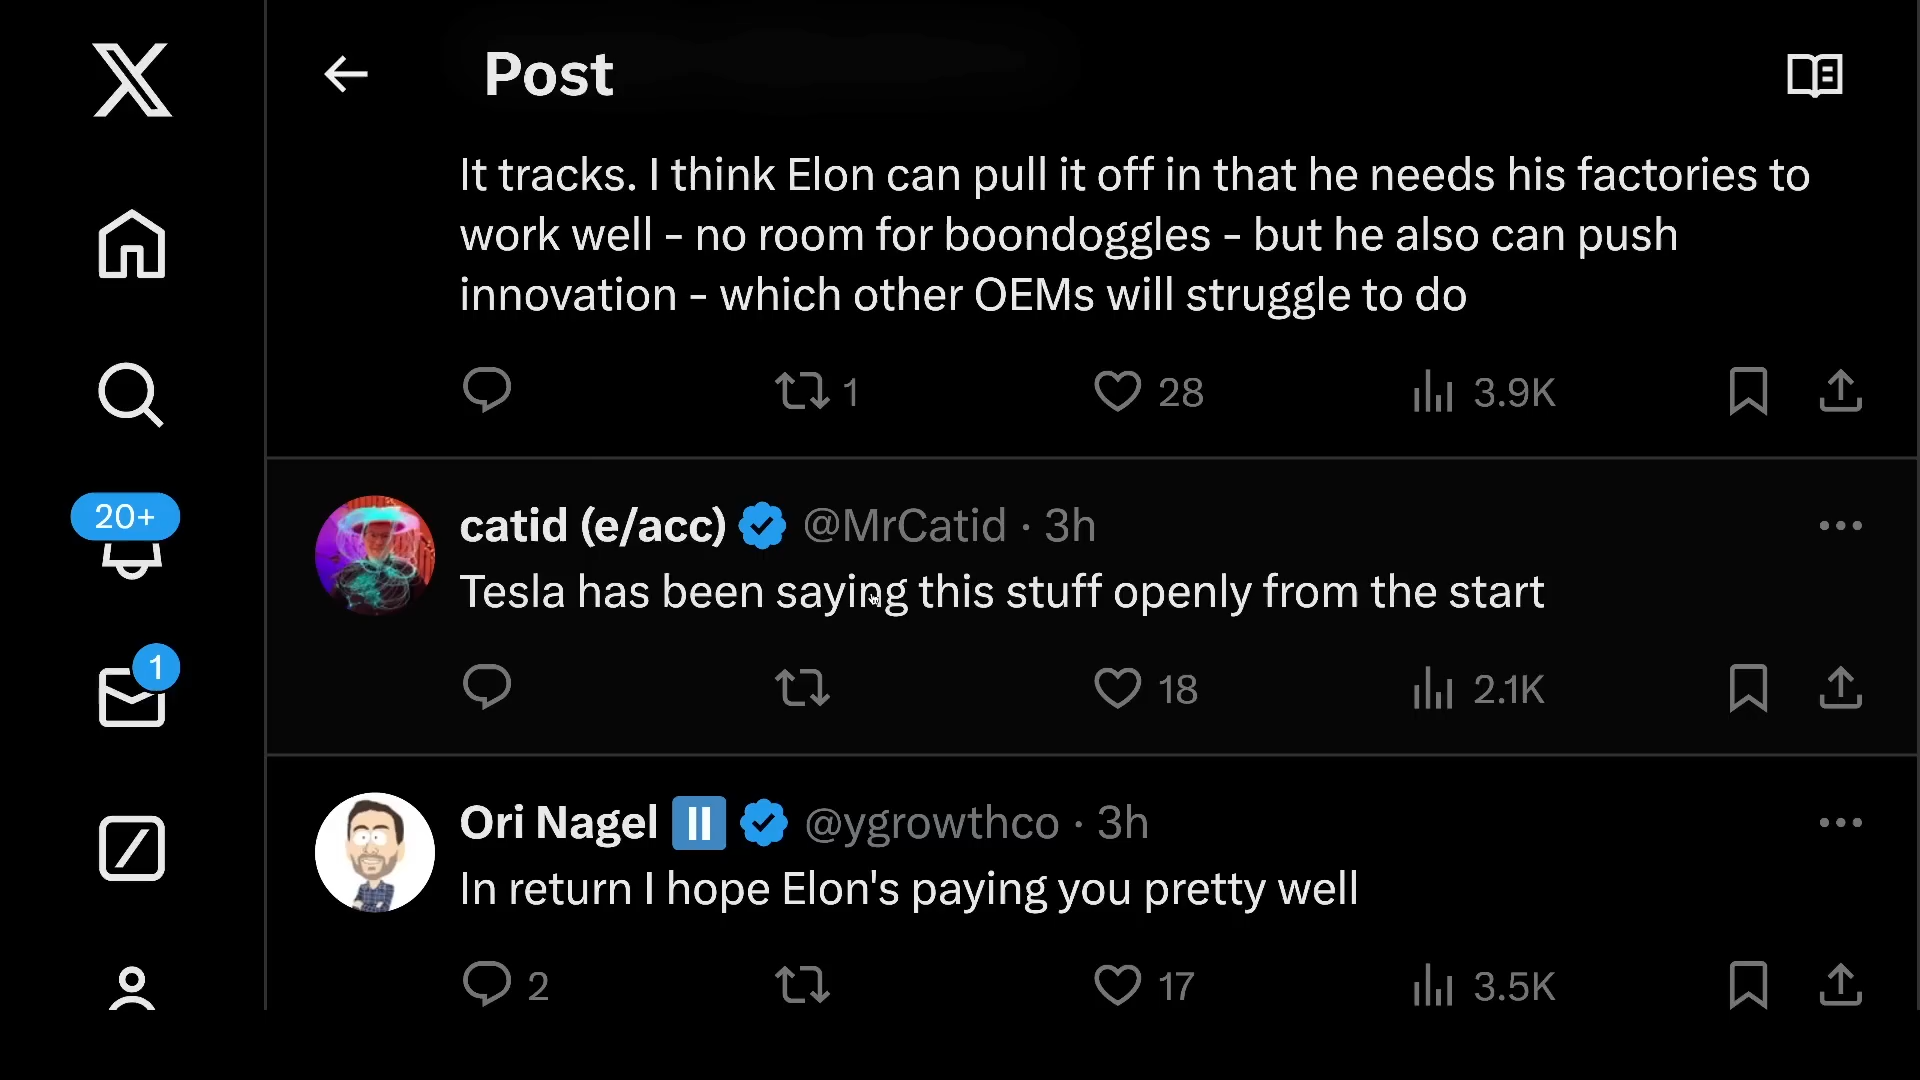 Post
It tracks. I think Elon can pull it off in that he needs his factories to
work well - no room for boondoggles - but he also can push
innovation - which other OEMs will struggle to do
1 28 3.9K
20+
catid (e/acc) @MrCatid · 3h
Tesla has been saying this stuff openly from the start
1
18 2.1K
Ori Nagel ⏸️ @ygrowthco · 3h
In return I hope Elon's paying you pretty well
2 17 3.5K